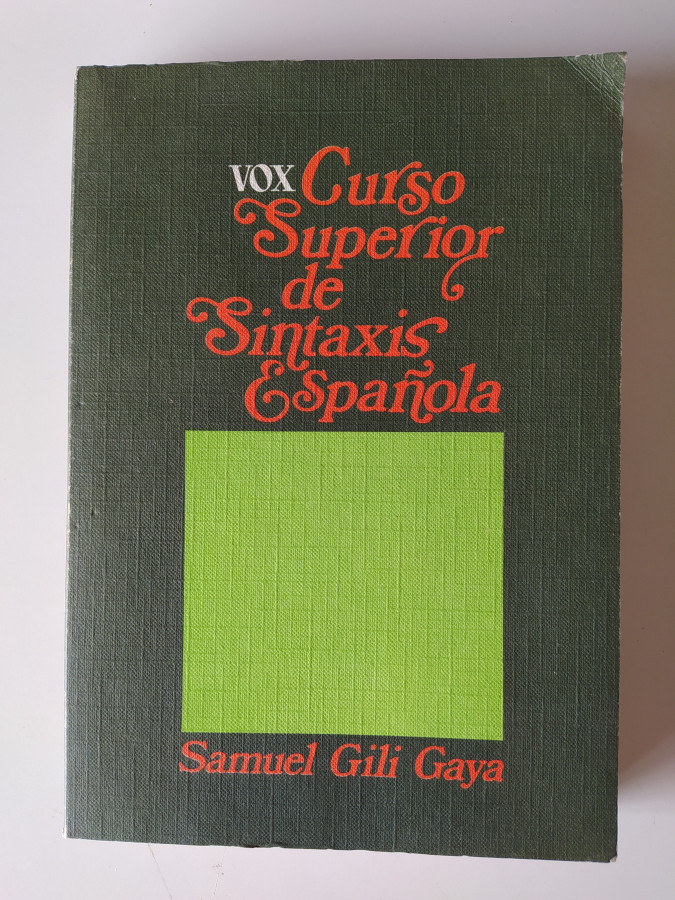 VOX Curso
Superior
de
Sintaxis
Española
Samuel Gili Gaya